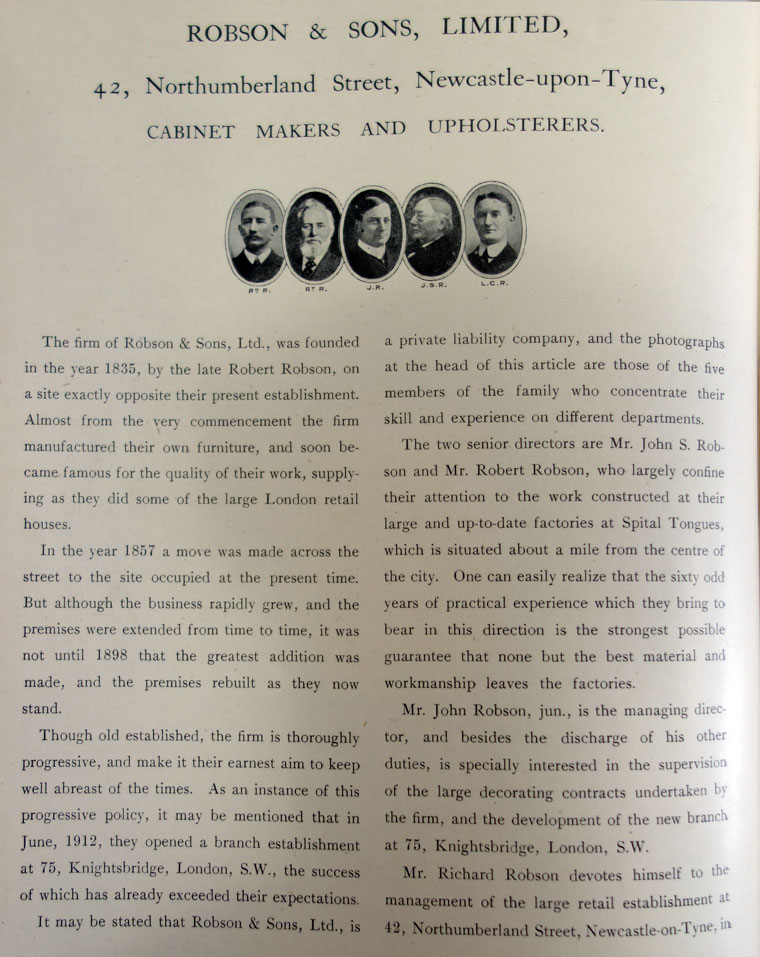 ROBSON & SONS, LIMITED,
42, Northumberland Street, Newcastle-upon-Tyne,
CABINET MAKERS AND UPHOLSTERERS.
RT R.
RT R.
J.R.
J.S.R.
L.C.R.
The firm of Robson & Sons, Ltd., was founded
in the year 1835, by the late Robert Robson, on
a site exactly opposite their present establishment.
Almost from the very commencement the firm
manufactured their own furniture, and soon be-
came famous for the quality of their work, supply-
ing as they did some of the large London retail
houses.
In the year 1857 a move was made across the
street to the site occupied at the present time.
But although the business rapidly grew, and the
premises were extended from time to time, it was
not until 1898 that the greatest addition was
made, and the premises rebuilt as they now
stand.
Though old established, the firm is thoroughly
progressive, and make it their earnest aim to keep
well abreast of the times. As an instance of this
progressive policy, it may be mentioned that in
June, 1912, they opened a branch establishment
at 75, Knightsbridge, London, S.W., the success
of which has already exceeded their expectations.
It may be stated that Robson & Sons, Ltd., is
a private liability company, and the photographs
at the head of this article are those of the five
members of the family who concentrate their
skill and experience on different departments.
The two senior directors are Mr. John S. Rob-
son and Mr. Robert Robson, who largely confine
their attention to the work constructed at their
large and up-to-date factories at Spital Tongues,
which is situated about a mile from the centre of
the city. One can easily realize that the sixty odd
years of practical experience which they bring to
bear in this direction is the strongest possible
guarantee that none but the best material and
workmanship leaves the factories.
Mr. John Robson, jun., is the managing direc-
tor, and besides the discharge of his other
duties, is specially interested in the supervision
of the large decorating contracts undertaken by
the firm, and the development of the new branch
at 75, Knightsbridge, London, S.W.
Mr. Richard Robson devotes himself to the
management of the large retail establishment at
42, Northumberland Street, Newcastle-on-Tyne, in